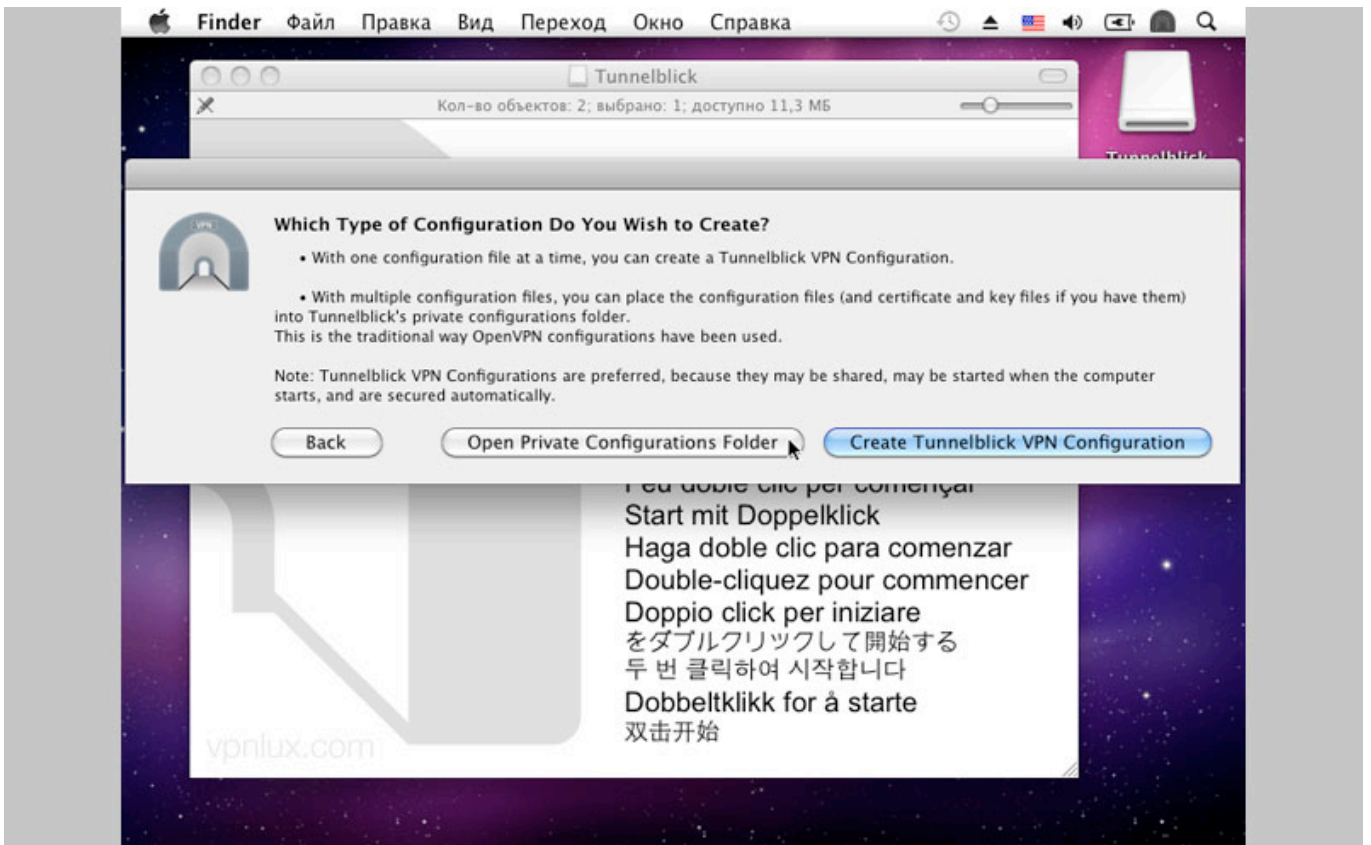 Finder Файл Правка Вид Переход Окно Справка
Tunnelblick
Кол-во объектов: 2; выбрано: 1; доступно 11,3 МБ
Tunnelblick
VPN
Which Type of Configuration Do You Wish to Create?
• With one configuration file at a time, you can create a Tunnelblick VPN Configuration.
• With multiple configuration files, you can place the configuration files (and certificate and key files if you have them)
into Tunnelblick's private configurations folder.
This is the traditional way OpenVPN configurations have been used.
Note: Tunnelblick VPN Configurations are preferred, because they may be shared, may be started when the computer
starts, and are secured automatically.
Back Open Private Configurations Folder Create Tunnelblick VPN Configuration
Feu doble clic per començar
Start mit Doppelklick
Haga doble clic para comenzar
Double-cliquez pour commencer
Doppio click per iniziare
をダブルクリックして開始する
두 번 클릭하여 시작합니다
Dobbeltklikk for å starte
双击开始
vpnlux.com